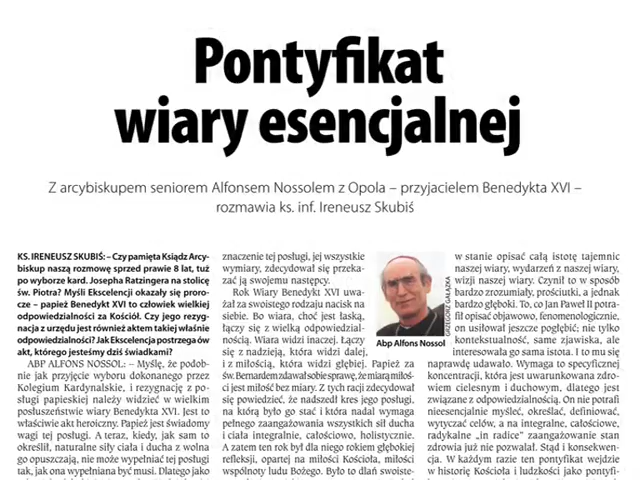 Pontyfikat
wiary esencjalnej
Z arcybiskupem seniorem Alfonsem Nossolem z Opola – przyjacielem Benedykta XVI –
rozmawia ks. inf. Ireneusz Skubiś
KS. IRENEUSZ SKUBIŚ: – Czy pamięta Ksiądz Arcy-
biskup naszą rozmowę sprzed prawie 8 lat, tuż
po wyborze kard. Josepha Ratzingera na stolicę
św. Piotra? Myśli Ekscelencji okazały się proro-
cze – papież Benedykt XVI to człowiek wielkiej
odpowiedzialności za Kościół. Czy jego rezyg-
nacja z urzędu jest również aktem takiej właśnie
odpowiedzialności? Jak Ekscelencja postrzega ów
akt, którego jesteśmy dziś świadkami?
ABP ALFONS NOSSOL: – Myślę, że podob-
nie jak przyjęcie wyboru dokonanego przez
Kolegium Kardynalskie, i rezygnację z po-
sługi papieskiej należy widzieć w wielkim
posłuszeństwie wiary Benedykta XVI. Jest to
właściwie akt heroiczny. Papież jest świadomy
wagi tej posługi. A teraz, kiedy, jak sam to
określił, naturalne siły ciała i ducha z wolna
go opuszczają, nie może wypełniać tej posługi
tak, jak ona wypełniana być musi. Dlatego jako
znaczenie tej posługi, jej wszystkie
wymiary, zdecydował się przeka-
zać ją swojemu następcy.
Rok Wiary Benedykt XVI uwa-
żał za swoistego rodzaju nacisk na
siebie. Bo wiara, choć jest łaską,
łączy się z wielką odpowiedzial-
nością. Wiara widzi inaczej. Łączy
się z nadzieją, która widzi dalej,
i z miłością, która widzi głębiej. Papież za
św. Bernardem zdawał sobie sprawę, że miarą miłoś-
ci jest miłość bez miary. Z tych racji zdecydował
się powiedzieć, że nadszedł kres jego posługi,
na którą było go stać i która nadal wymaga
pełnego zaangażowania wszystkich sił ducha
i ciała integralnie, całościowo, holistycznie.
A zatem ten rok był dla niego rokiem głębokiej
refleksji, opartej na miłości Kościoła, miłości
wspólnoty ludu Bożego. Było to dlań swoiste-
GRZEGORZ GAŁĄZKA
Abp Alfons Nossol
w stanie opisać całą istotę tajemnic
naszej wiary, wydarzeń z naszej wiary,
wizji naszej wiary. Czynił to w sposób
bardzo zrozumiały, prościutki, a jednak
bardzo głęboki. To, co Jan Paweł II potra-
fił opisać objawowo, fenomenologicznie,
on usiłował jeszcze pogłębić; nie tylko
kontekstualność, same zjawiska, ale
interesowała go sama istota. I to mu się
naprawdę udawało. Wymaga to specyficznej
koncentracji, która jest uwarunkowana zdro-
wiem cielesnym i duchowym, dlatego jest
związane z odpowiedzialnością. On nie potrafi
nieesencjalnie myśleć, określać, definiować,
wytyczać celów, a na integralne, całościowe,
radykalne „in radice” zaangażowanie stan
zdrowia już nie pozwalał. Stąd i konsekwen-
cje. W każdym razie ten pontyfikat wejdzie
w historię Kościoła i ludzkości jako pontyfi-